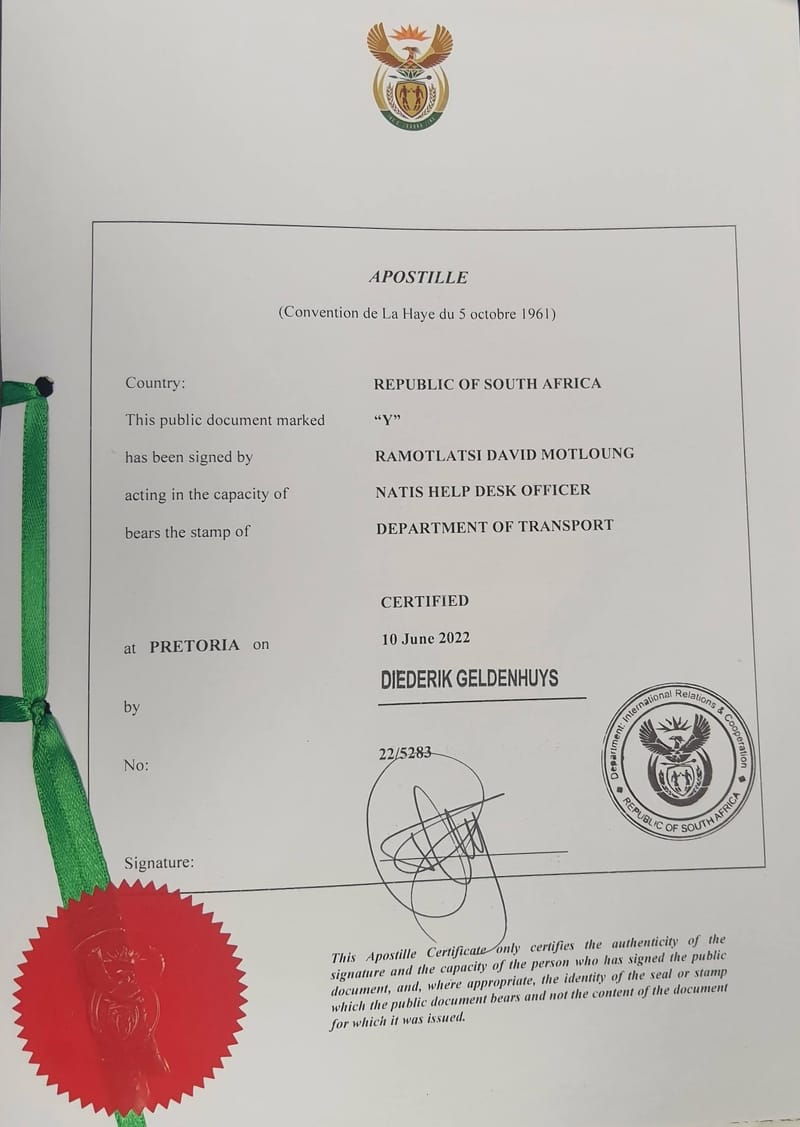 APOSTILLE
(Convention de La Haye du 5 octobre 1961)
Country: REPUBLIC OF SOUTH AFRICA
This public document marked “Y”
has been signed by RAMOTLATSI DAVID MOTLOUNG
acting in the capacity of NATIS HELP DESK OFFICER
bears the stamp of DEPARTMENT OF TRANSPORT
CERTIFIED
at PRETORIA on 10 June 2022
by DIEDERIK GELDENHUYS
No: 22/5283
Department: International Relations & Cooperation
REPUBLIC OF SOUTH AFRICA
Signature:
This Apostille Certificate only certifies the authenticity of the
signature and the capacity of the person who has signed the public
document, and, where appropriate, the identity of the seal or stamp
which the public document bears and not the content of the document
for which it was issued.